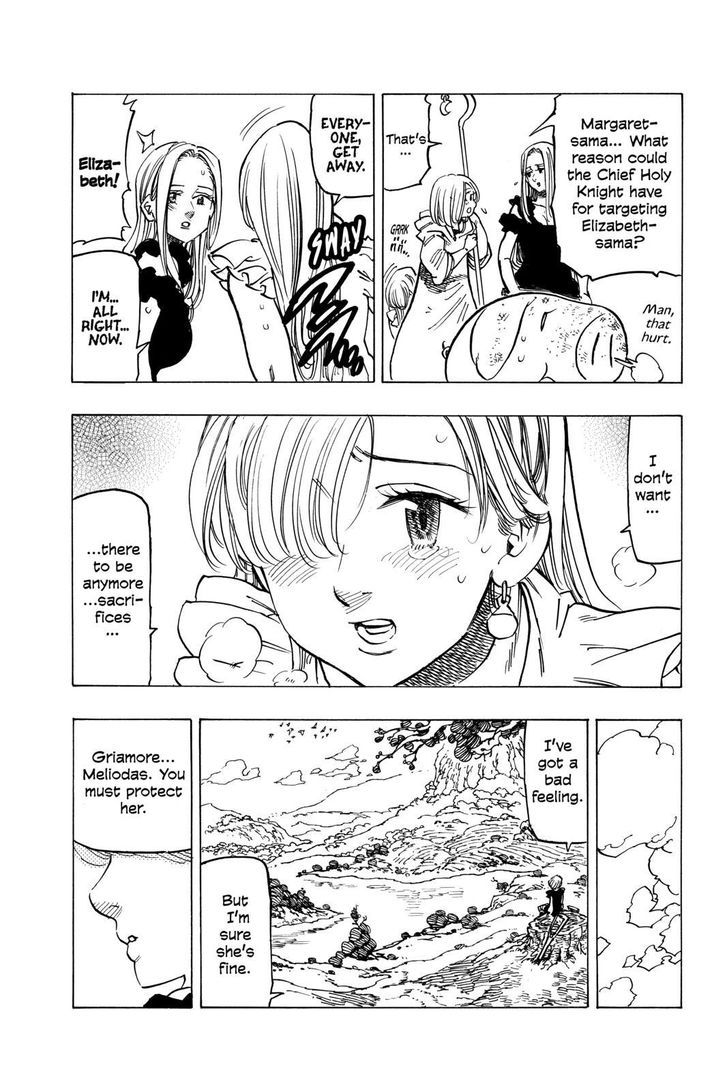 Margaret-
sama... What
reason could
the Chief Holy
Knight have
for targeting
Elizabeth-
sama?
That's
...
GRRK
Man,
that
hurt.
EVERY-
ONE,
GET
AWAY.
SWAY
Eliza-
beth!
I'M...
ALL
RIGHT...
NOW.
I
don't
want
...
...there
to be
anymore
...sacri-
fices
...
I've
got a
bad
feeling.
But
I'm
sure
she's
fine.
Griamore...
Meliodas. You
must protect
her.